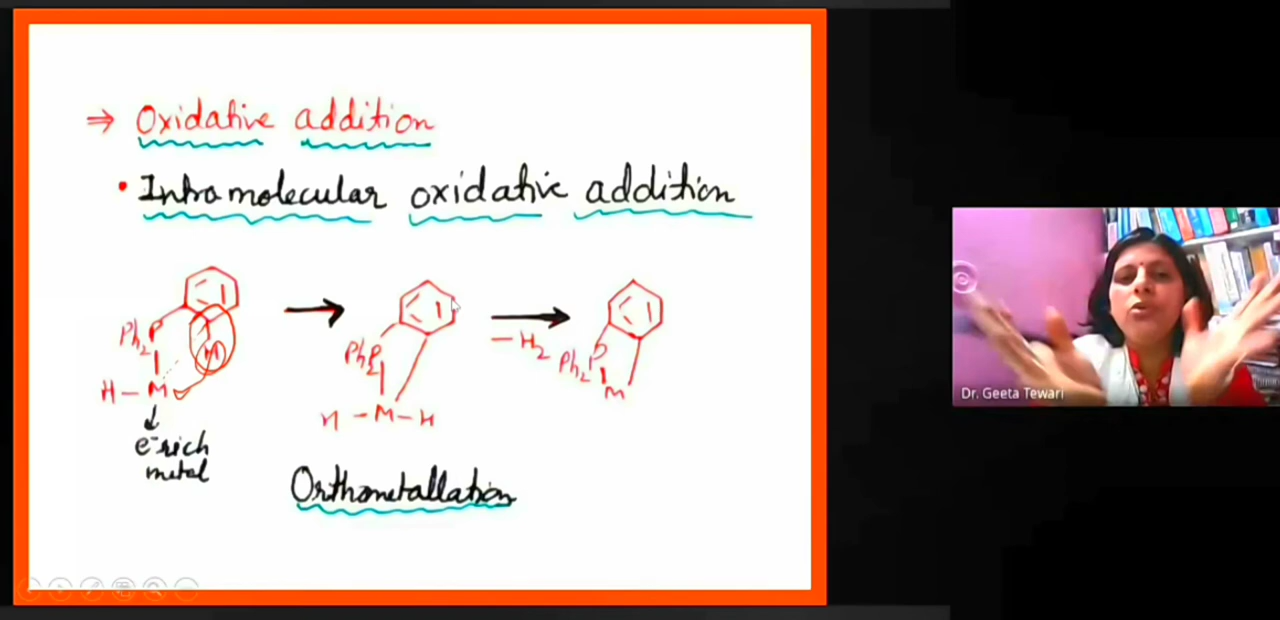 ⇒ Oxidative addition
• Intramolecular oxidative addition
Ph₂P
H–M
H
e⁻rich
metal
Ph₂P
H–M–H
–H₂
Ph₂P
M
Orthometallation
Dr. Geeta Tewari